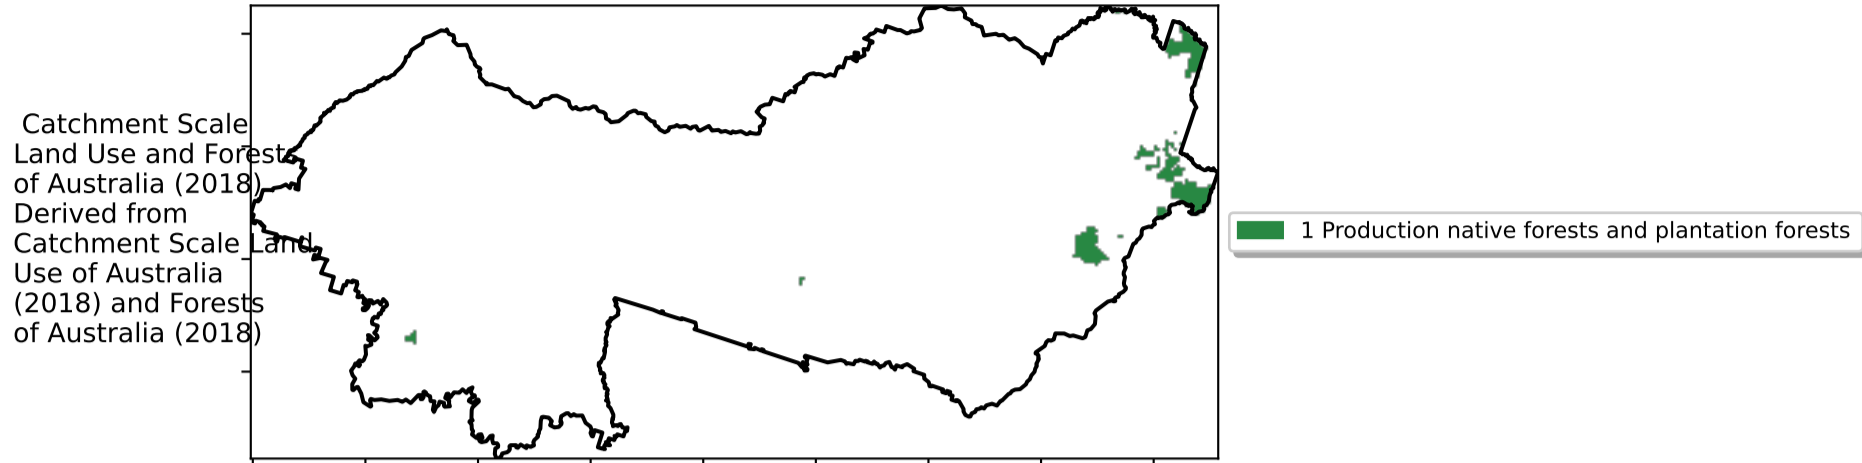 Catchment Scale
Land Use and Forests
of Australia (2018)
Derived from
Catchment Scale Land
Use of Australia
(2018) and Forests
of Australia (2018)
1 Production native forests and plantation forests